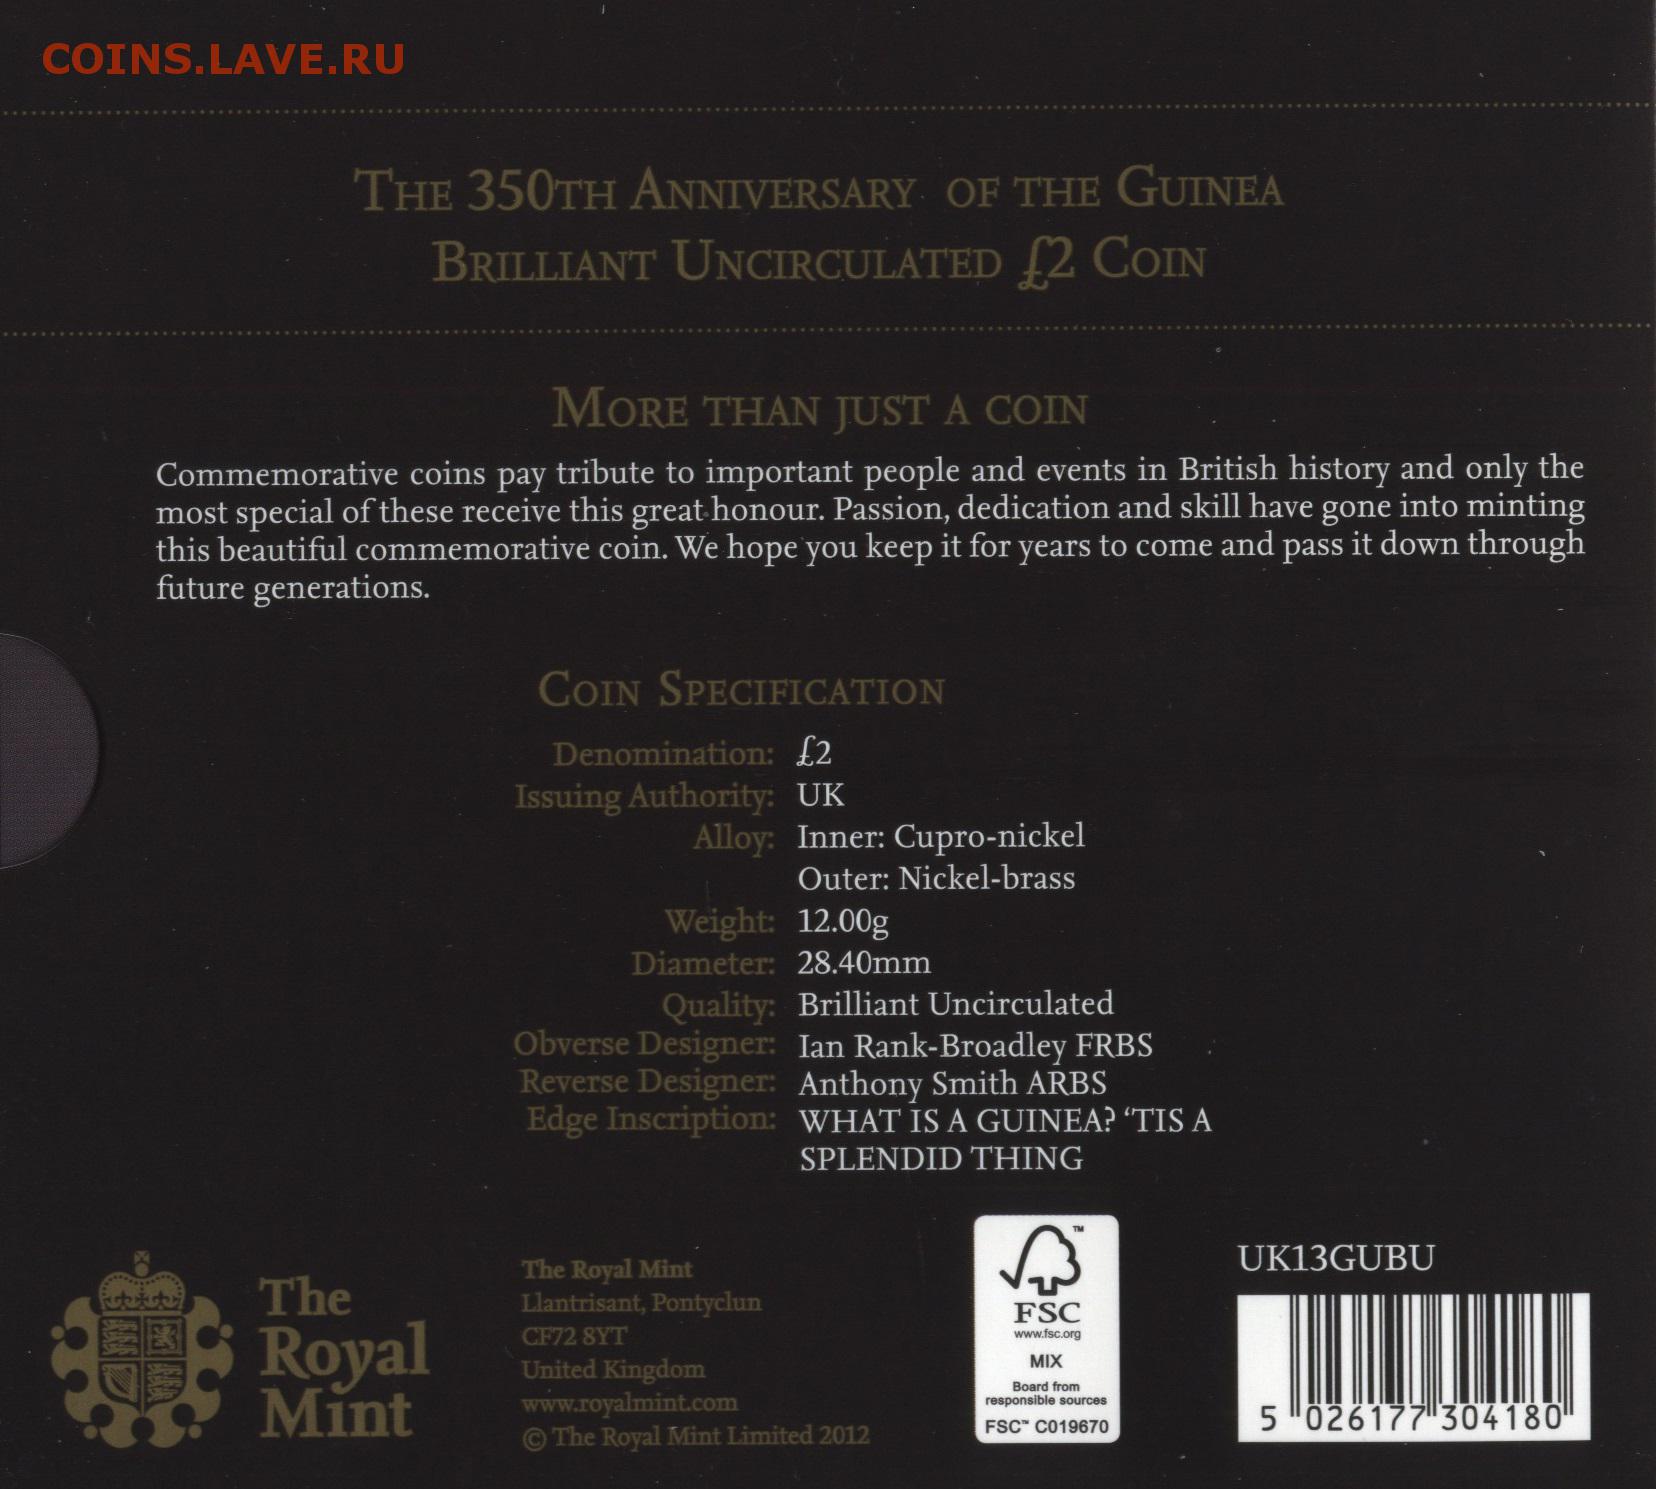 COINS.LAVE.RU
THE 350TH ANNIVERSARY OF THE GUINEA
BRILLIANT UNCIRCULATED £2 COIN
MORE THAN JUST A COIN
Commemorative coins pay tribute to important people and events in British history and only the
most special of these receive this great honour. Passion, dedication and skill have gone into minting
this beautiful commemorative coin. We hope you keep it for years to come and pass it down through
future generations.
COIN SPECIFICATION
Denomination: £2
Issuing Authority: UK
Alloy: Inner: Cupro-nickel
Outer: Nickel-brass
Weight: 12.00g
Diameter: 28.40mm
Quality: Brilliant Uncirculated
Obverse Designer: Ian Rank-Broadley FRBS
Reverse Designer: Anthony Smith ARBS
Edge Inscription: WHAT IS A GUINEA? ‘TIS A
SPLENDID THING
The
Royal
Mint
The Royal Mint
Llantrisant, Pontyclun
CF72 8YT
United Kingdom
www.royalmint.com
© The Royal Mint Limited 2012
FSC™
www.fsc.org
MIX
Board from
responsible sources
FSC™ C019670
UK13GUBU
5 026177 304180